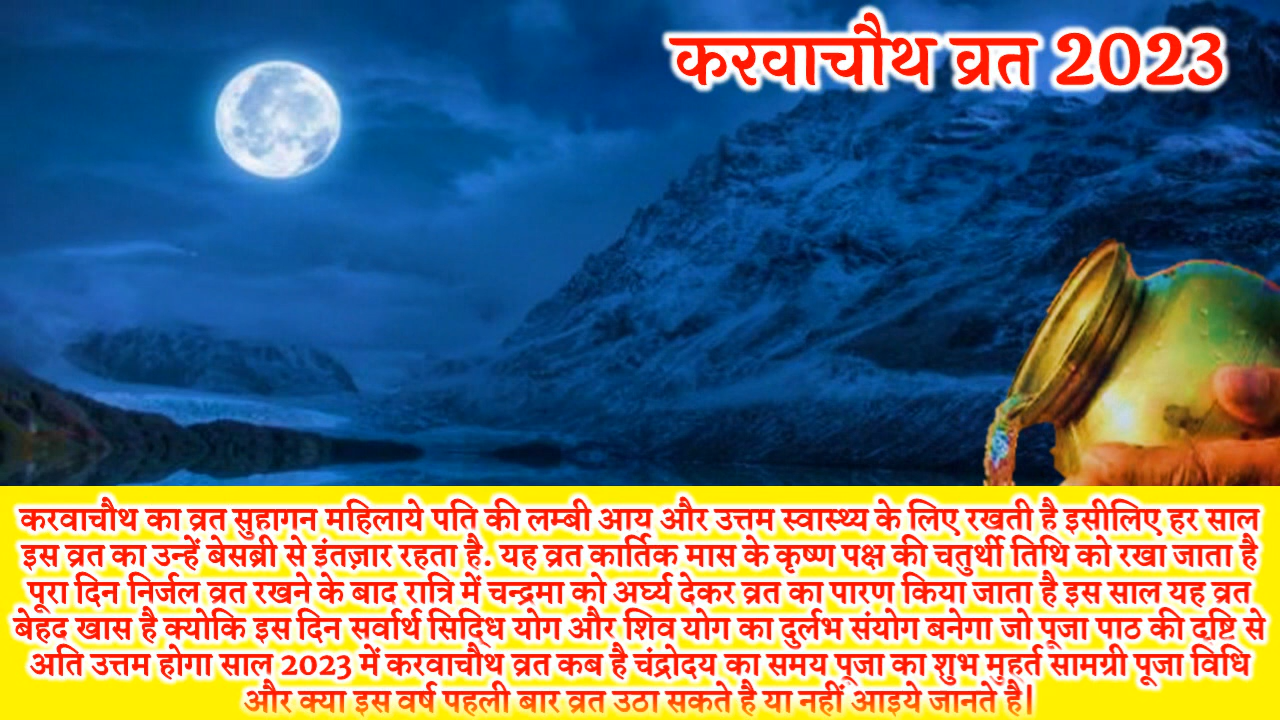 करवाचौथ व्रत 2023
करवाचौथ का व्रत सुहागन महिलाये पति की लम्बी आय और उत्तम स्वास्थ्य के लिए रखती है इसीलिए हर साल
इस व्रत का उन्हें बेसब्री से इंतज़ार रहता है. यह व्रत कार्तिक मास के कृष्ण पक्ष की चतुर्थी तिथि को रखा जाता है
पूरा दिन निर्जल व्रत रखने के बाद रात्रि में चन्द्रमा को अर्घ्य देकर व्रत का पारण किया जाता है इस साल यह व्रत
बेहद खास है क्योकि इस दिन सर्वार्थ सिद्धि योग और शिव योग का दुर्लभ संयोग बनेगा जो पूजा पाठ की दृष्टि से
अति उत्तम होगा साल 2023 में करवाचौथ व्रत कब है चंद्रोदय का समय पूजा का शुभ मुहूर्त सामग्री पूजा विधि
और क्या इस वर्ष पहली बार व्रत उठा सकते है या नहीं आइये जानते है।